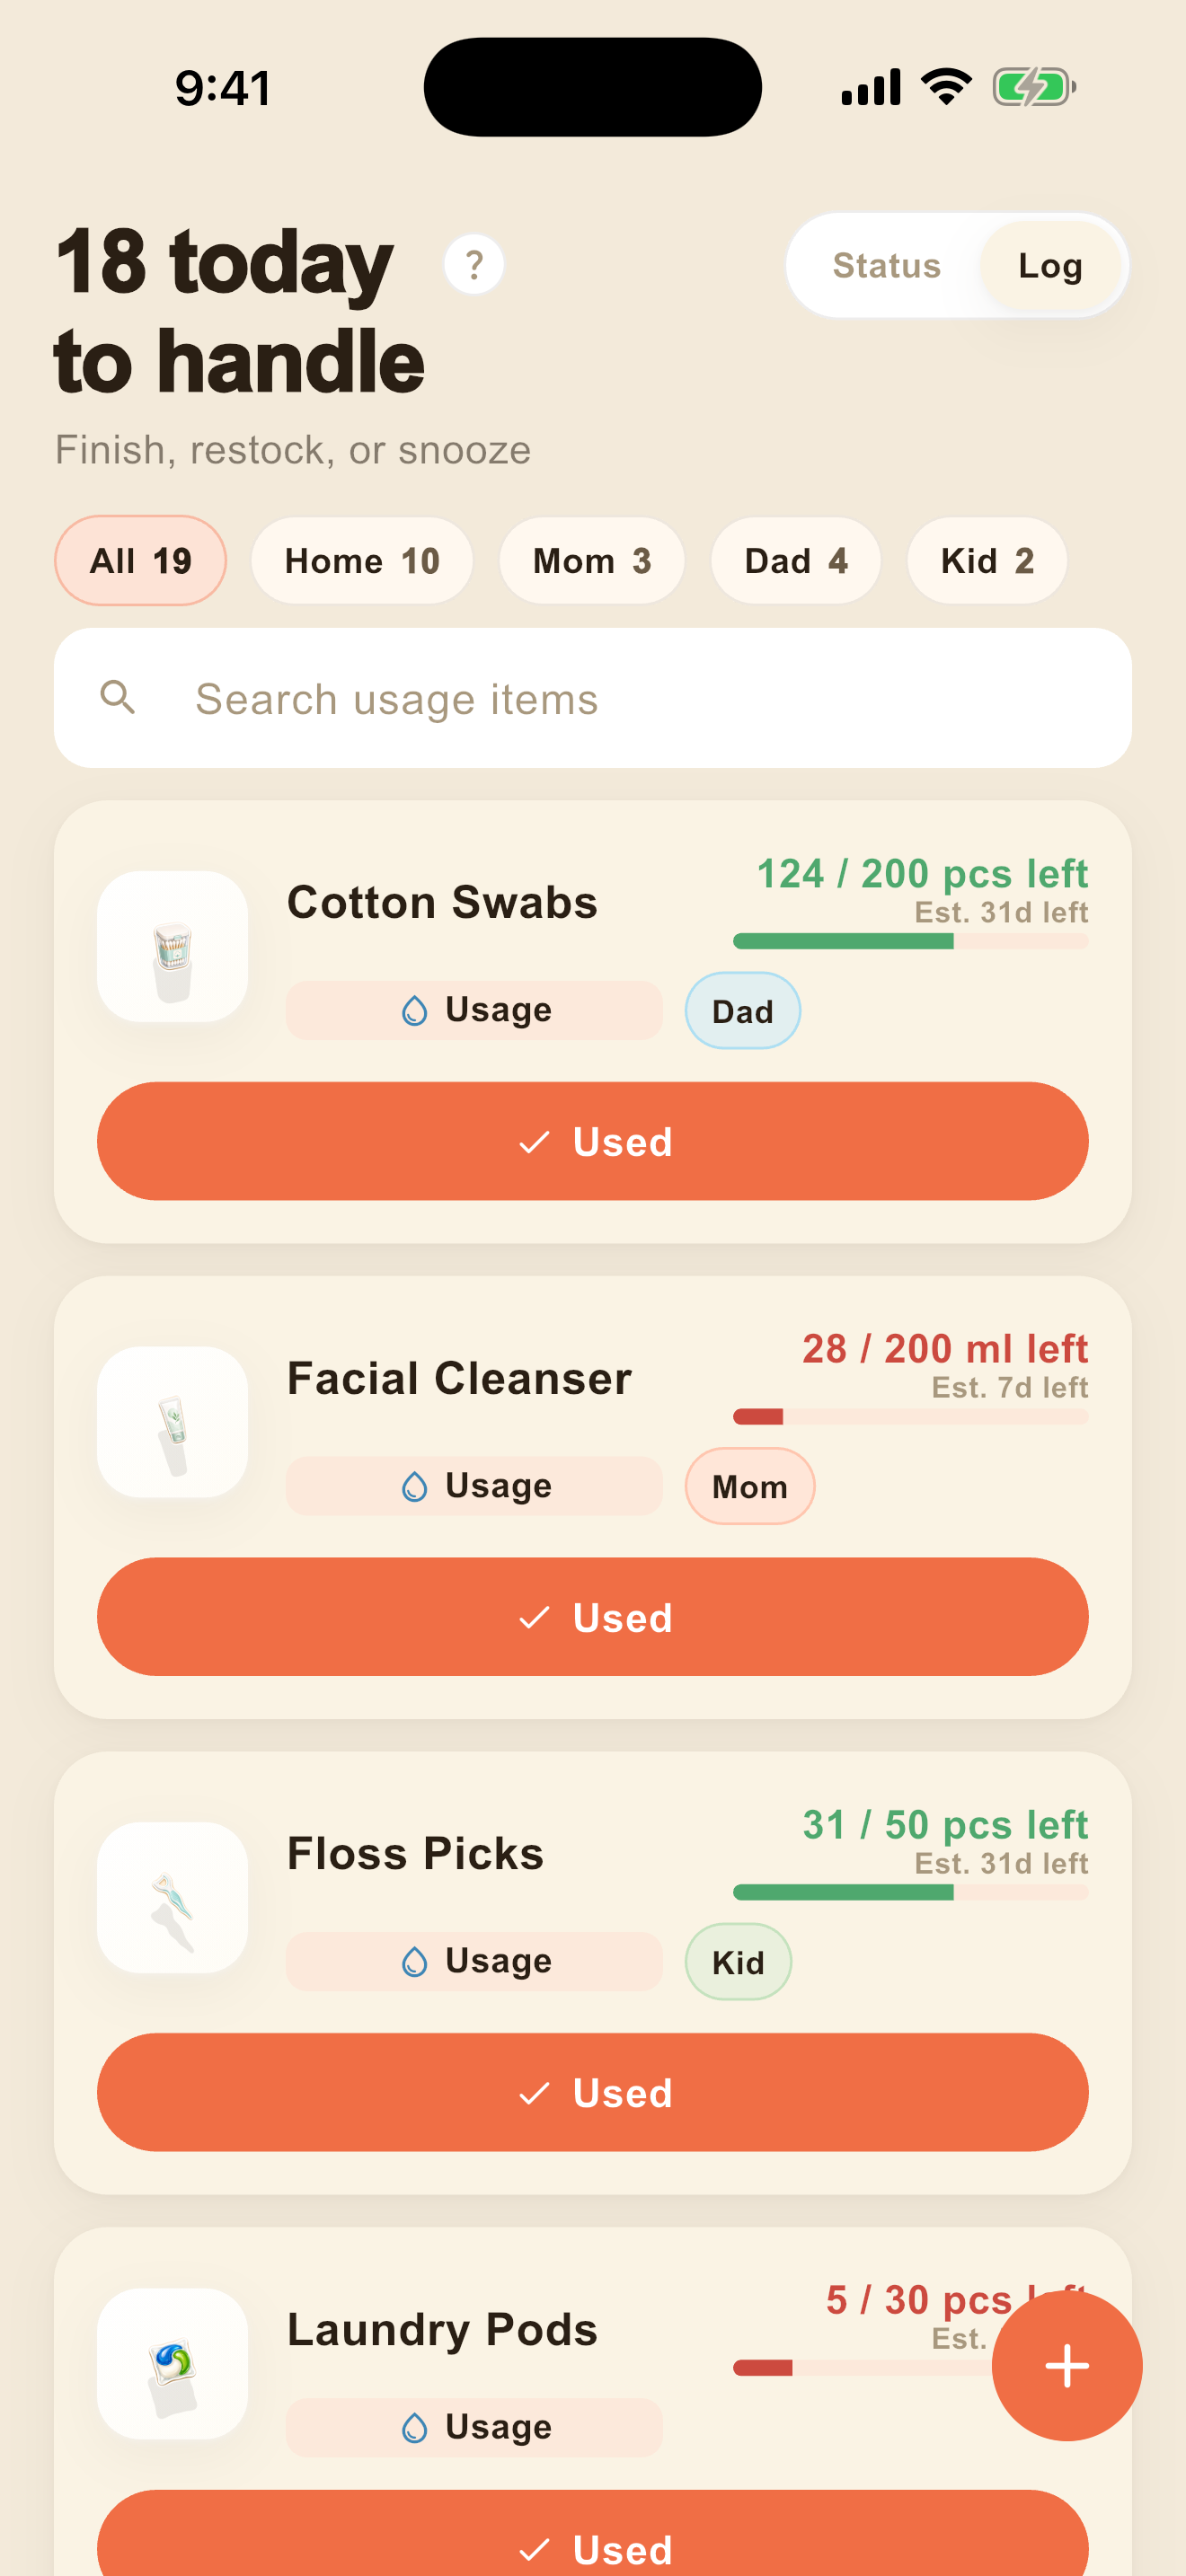 9:41
18 today
to handle
?
Status Log
Finish, restock, or snooze
All 19 Home 10 Mom 3 Dad 4 Kid 2
Search usage items
Cotton Swabs
124 / 200 pcs left
Est. 31d left
Usage Dad
Used
Facial Cleanser
28 / 200 ml left
Est. 7d left
Usage Mom
Used
Floss Picks
31 / 50 pcs left
Est. 31d left
Usage Kid
Used
Laundry Pods
5 / 30 pcs
Est.
Usage
Used